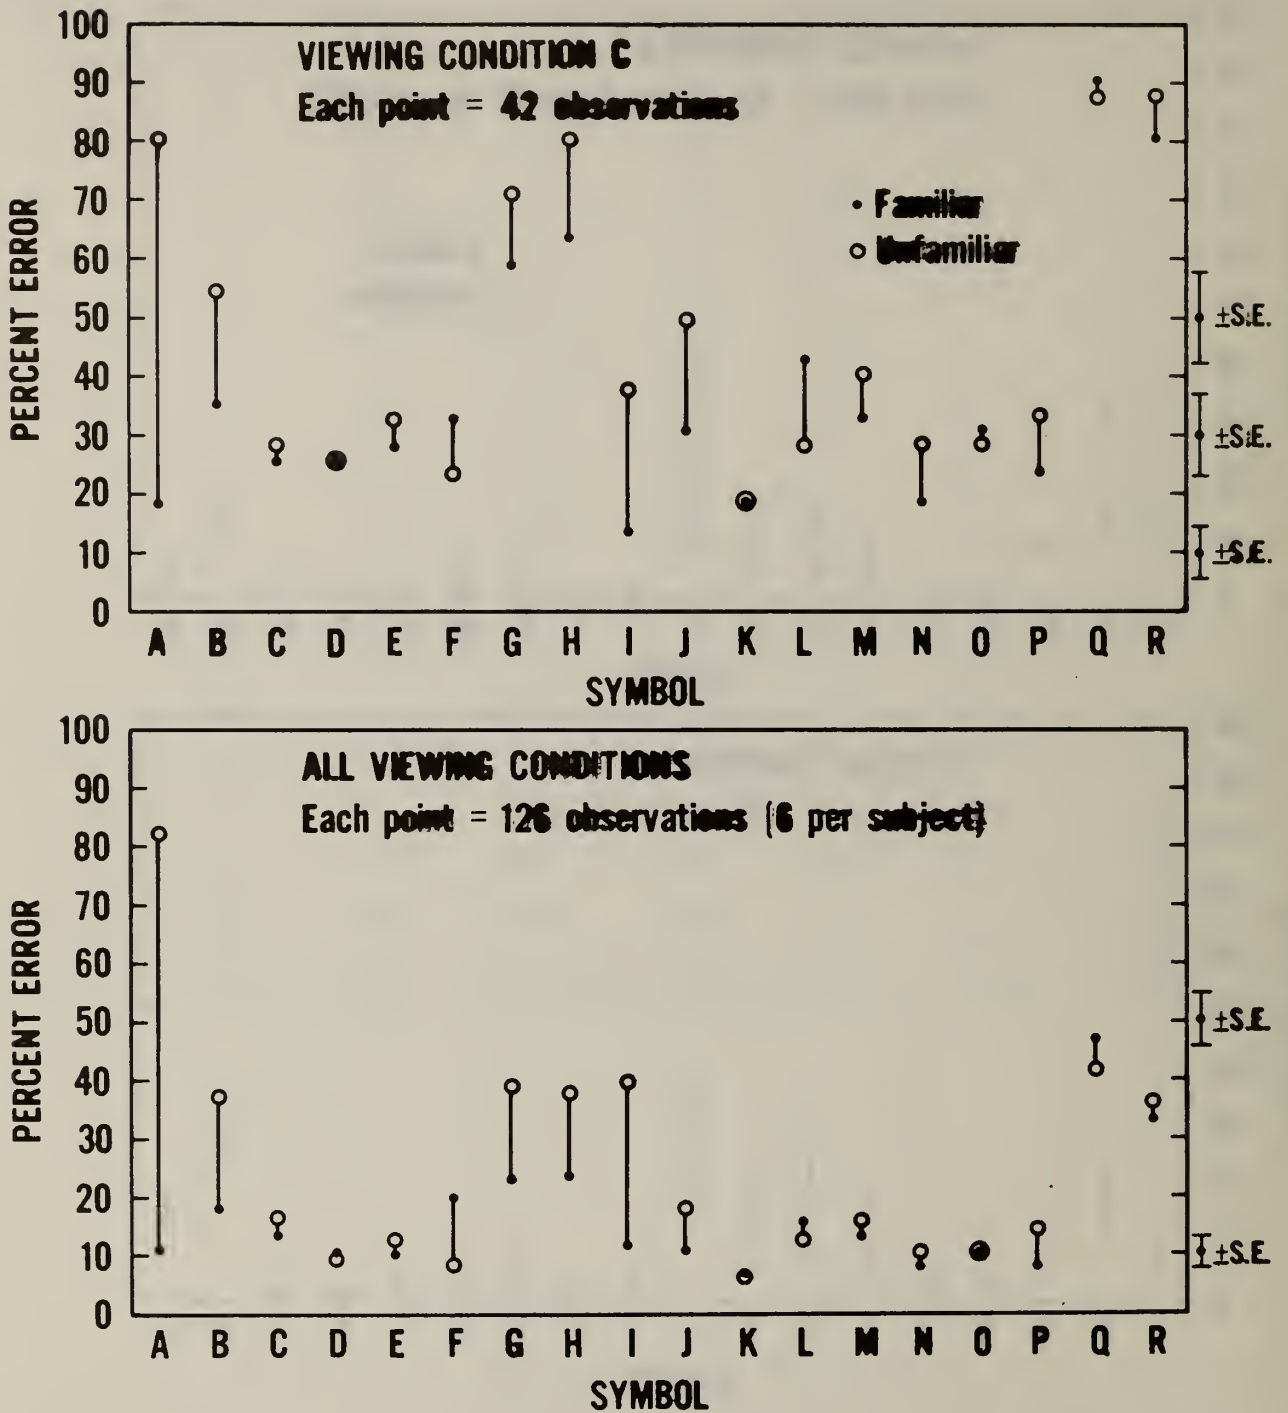 100
VIEWING CONDITION C
90
Each point = 42 observations
80
70
• Familiar
60
○ Unfamiliar
50
±S.E.
40
30
±S.E.
20
10
±S.E.
0
PERCENT ERROR
A B C D E F G H I J K L M N O P Q R
SYMBOL
100
ALL VIEWING CONDITIONS
90
Each point = 126 observations (6 per subject)
80
70
60
50
±S.E.
40
30
20
10
±S.E.
0
PERCENT ERROR
A B C D E F G H I J K L M N O P Q R
SYMBOL